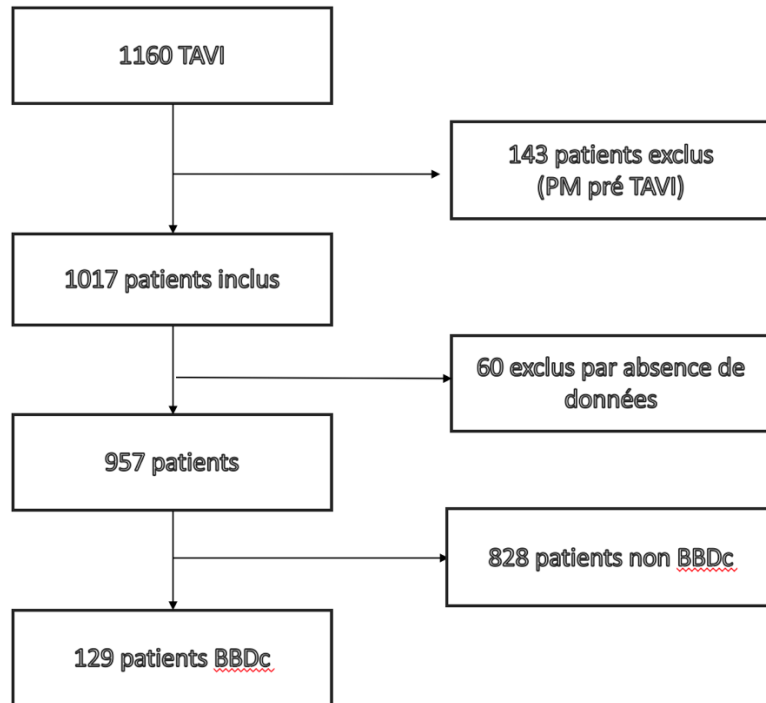 1160 TAVI
143 patients exclus
(PM pré TAVI)
1017 patients inclus
60 exclus par absence de
données
957 patients
828 patients non BBDc
129 patients BBDc